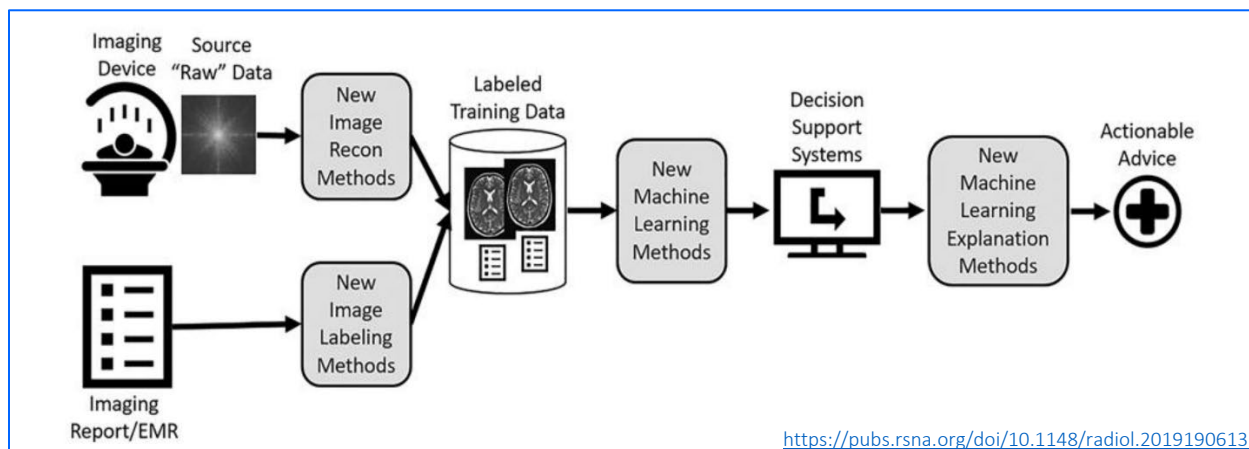 Imaging
Device
Source
“Raw” Data
New
Image
Recon
Methods
Labeled
Training Data
New
Machine
Learning
Methods
Decision
Support
Systems
New
Machine
Learning
Explanation
Methods
Actionable
Advice
New
Image
Labeling
Methods
Imaging
Report/EMR
https://pubs.rsna.org/doi/10.1148/radiol.2019190613